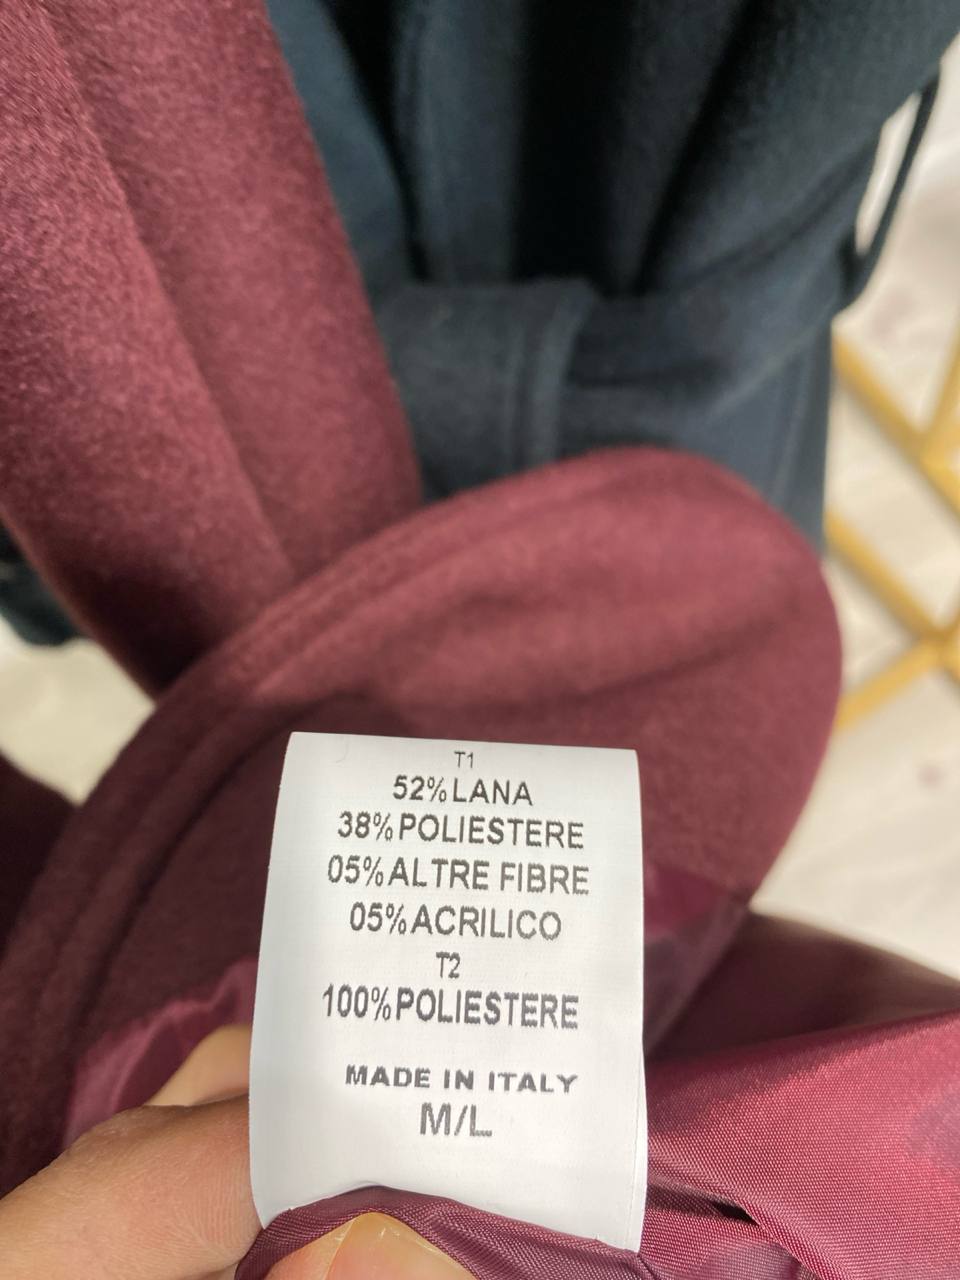 T1
52%LANA
38%POLIESTERE
05%ALTRE FIBRE
05%ACRILICO
T2
100%POLIESTERE
MADE IN ITALY
M/L